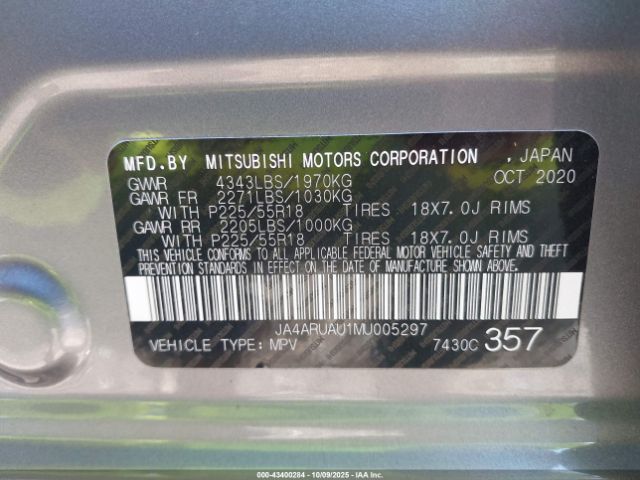 MFD.BY MITSUBISHI MOTORS CORPORATION , JAPAN
GVWR 4343LBS/1970KG OCT 2020
GAWR FR 2271LBS/1030KG
WITH P225/55R18 TIRES 18X7.0J RIMS
GAWR RR 2205LBS/1000KG
WITH P225/55R18 TIRES 18X7.0J RIMS
THIS VEHICLE CONFORMS TO ALL APPLICABLE FEDERAL MOTOR VEHICLE SAFETY AND THEFT
PREVENTION STANDARDS IN EFFECT ON THE DATE OF MANUFACTURE SHOWN ABOVE.
JA4ARUAU1MU005297
VEHICLE TYPE: MPV 7430C 357
000-43400284 - 10/09/2025 - IAA Inc.